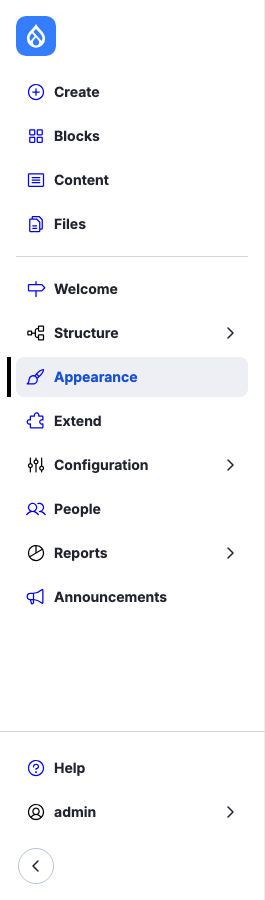 Create
Blocks
Content
Files
Welcome
Structure
Appearance
Extend
Configuration
People
Reports
Announcements
Help
admin